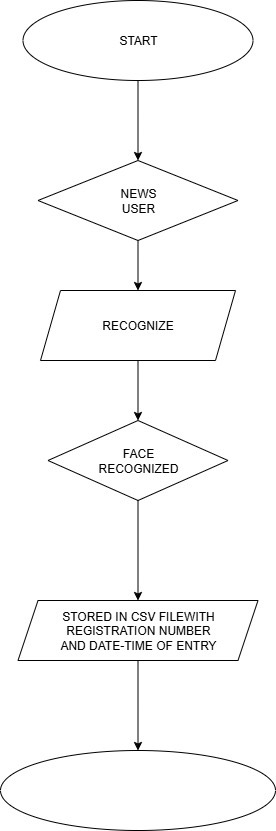 START
NEWS
USER
RECOGNIZE
FACE
RECOGNIZED
STORED IN CSV FILEWITH
REGISTRATION NUMBER
AND DATE-TIME OF ENTRY